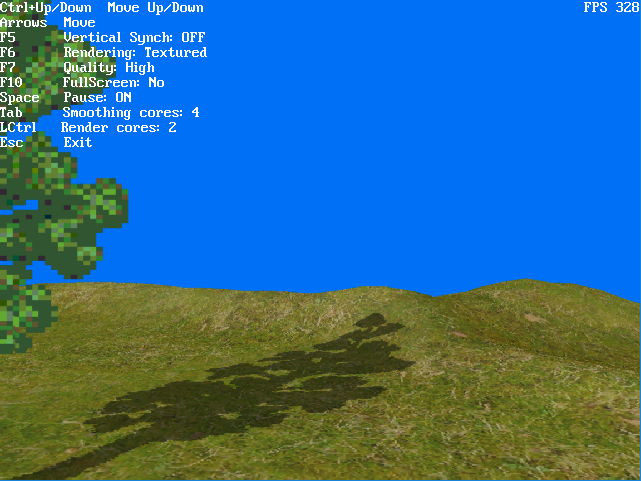 Ctrl+Up/Down Move Up/Down FPS 328
Arrows Move
F5 Vertical Synch: OFF
F6 Rendering: Textured
F7 Quality: High
F10 FullScreen: No
Space Pause: ON
Tab Smoothing cores: 4
LCtrl Render cores: 2
Esc Exit